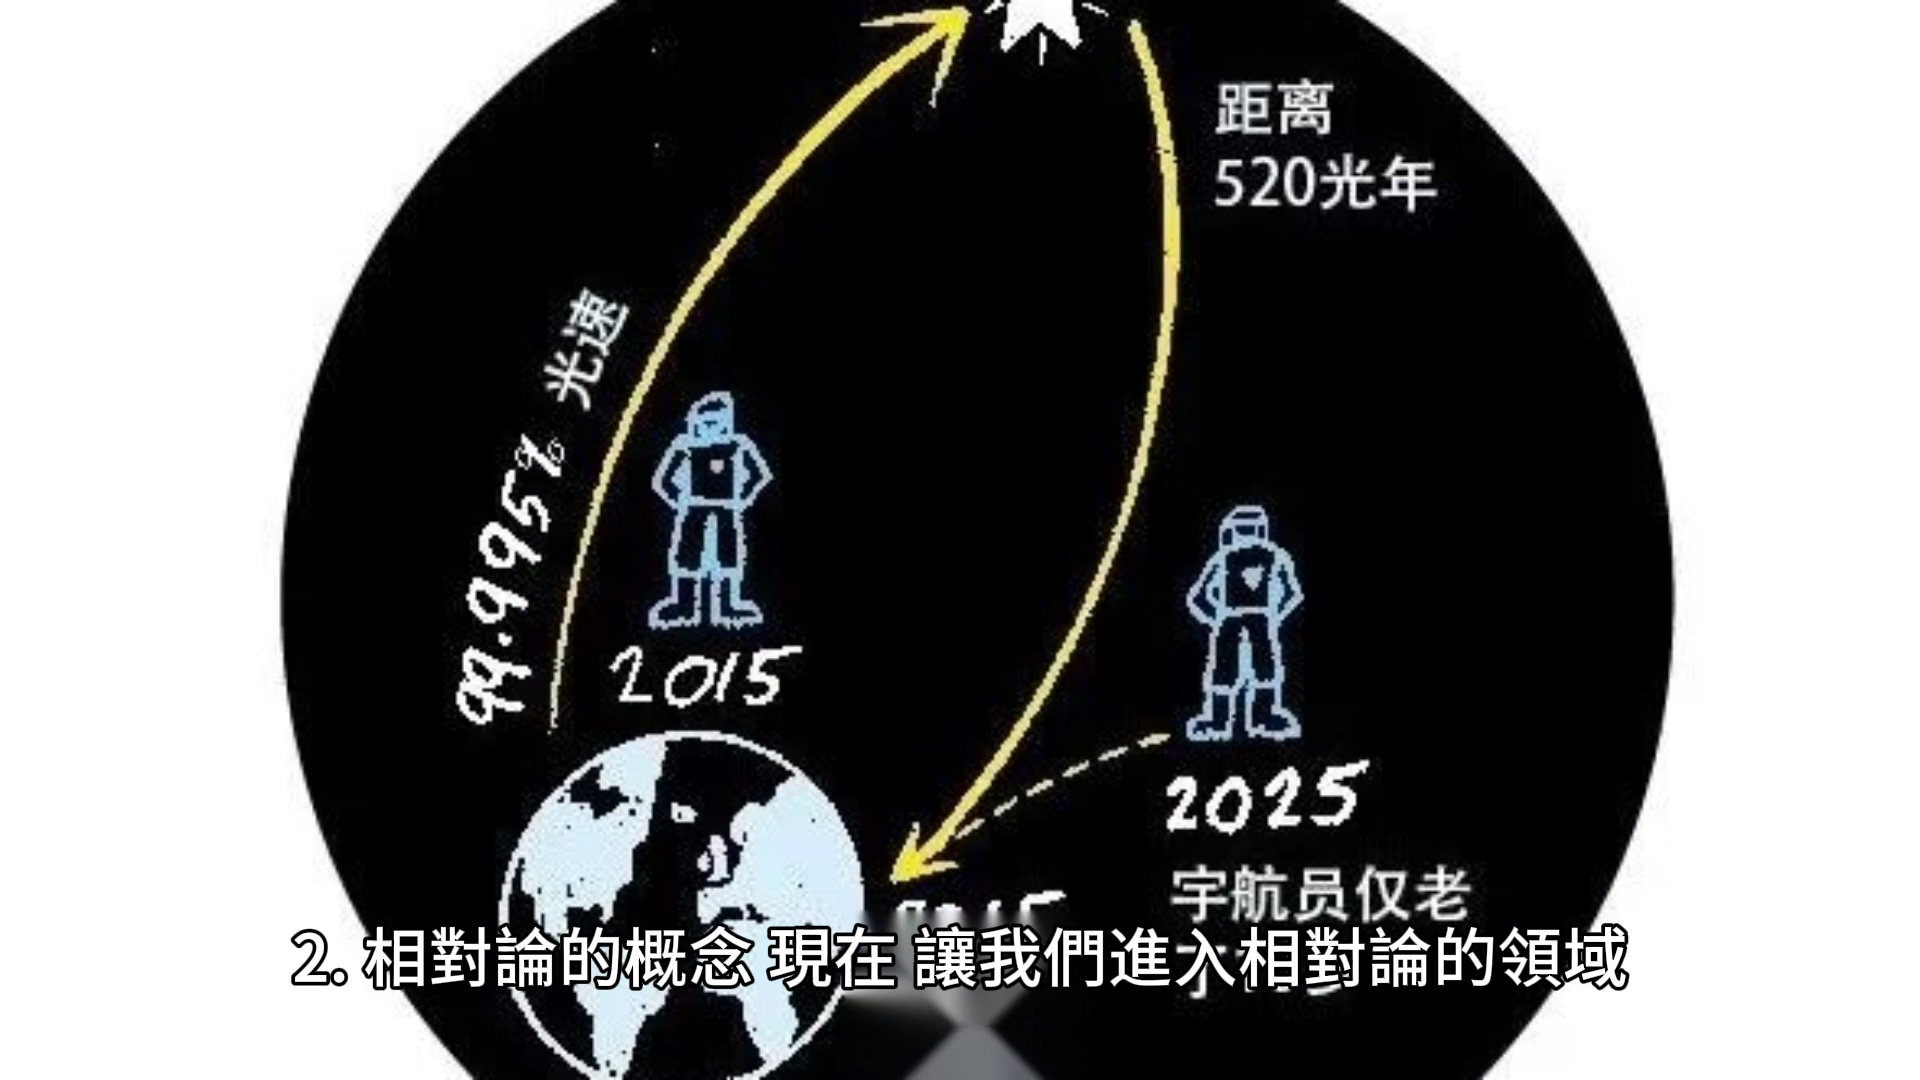 距离
520光年
99.995% 光速
2015
2025
宇航员仅老
2. 相對論的概念 現在 讓我們進入相對論的領域